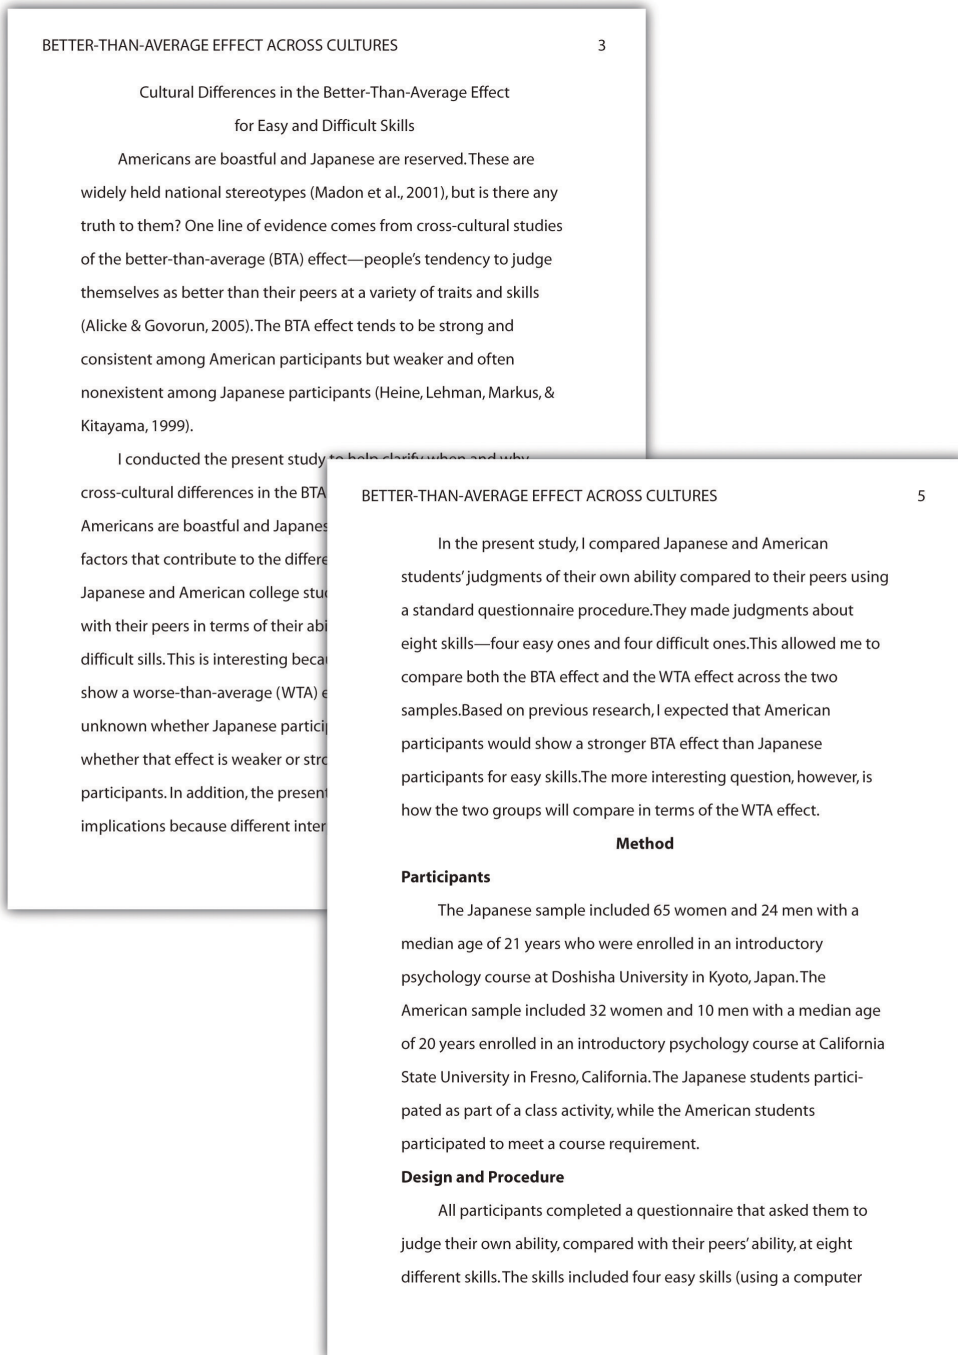 BETTER-THAN-AVERAGE EFFECT ACROSS CULTURES 3
Cultural Differences in the Better-Than-Average Effect
for Easy and Difficult Skills
Americans are boastful and Japanese are reserved. These are
widely held national stereotypes (Madon et al., 2001), but is there any
truth to them? One line of evidence comes from cross-cultural studies
of the better-than-average (BTA) effect—people's tendency to judge
themselves as better than their peers at a variety of traits and skills
(Alicke & Govorun, 2005). The BTA effect tends to be strong and
consistent among American participants but weaker and often
nonexistent among Japanese participants (Heine, Lehman, Markus, &
Kitayama, 1999).
I conducted the present study to help clarify when and why
cross-cultural differences in the BTA
Americans are boastful and Japanes
factors that contribute to the differe
Japanese and American college stu
with their peers in terms of their abi
difficult sills. This is interesting beca
show a worse-than-average (WTA) e
unknown whether Japanese partici
whether that effect is weaker or stro
participants. In addition, the present
implications because different inter
BETTER-THAN-AVERAGE EFFECT ACROSS CULTURES 5
In the present study, I compared Japanese and American
students' judgments of their own ability compared to their peers using
a standard questionnaire procedure.They made judgments about
eight skills—four easy ones and four difficult ones.This allowed me to
compare both the BTA effect and the WTA effect across the two
samples.Based on previous research, I expected that American
participants would show a stronger BTA effect than Japanese
participants for easy skills.The more interesting question, however, is
how the two groups will compare in terms of the WTA effect.
Method
Participants
The Japanese sample included 65 women and 24 men with a
median age of 21 years who were enrolled in an introductory
psychology course at Doshisha University in Kyoto, Japan. The
American sample included 32 women and 10 men with a median age
of 20 years enrolled in an introductory psychology course at California
State University in Fresno, California. The Japanese students partici-
pated as part of a class activity, while the American students
participated to meet a course requirement.
Design and Procedure
All participants completed a questionnaire that asked them to
judge their own ability, compared with their peers' ability, at eight
different skills. The skills included four easy skills (using a computer